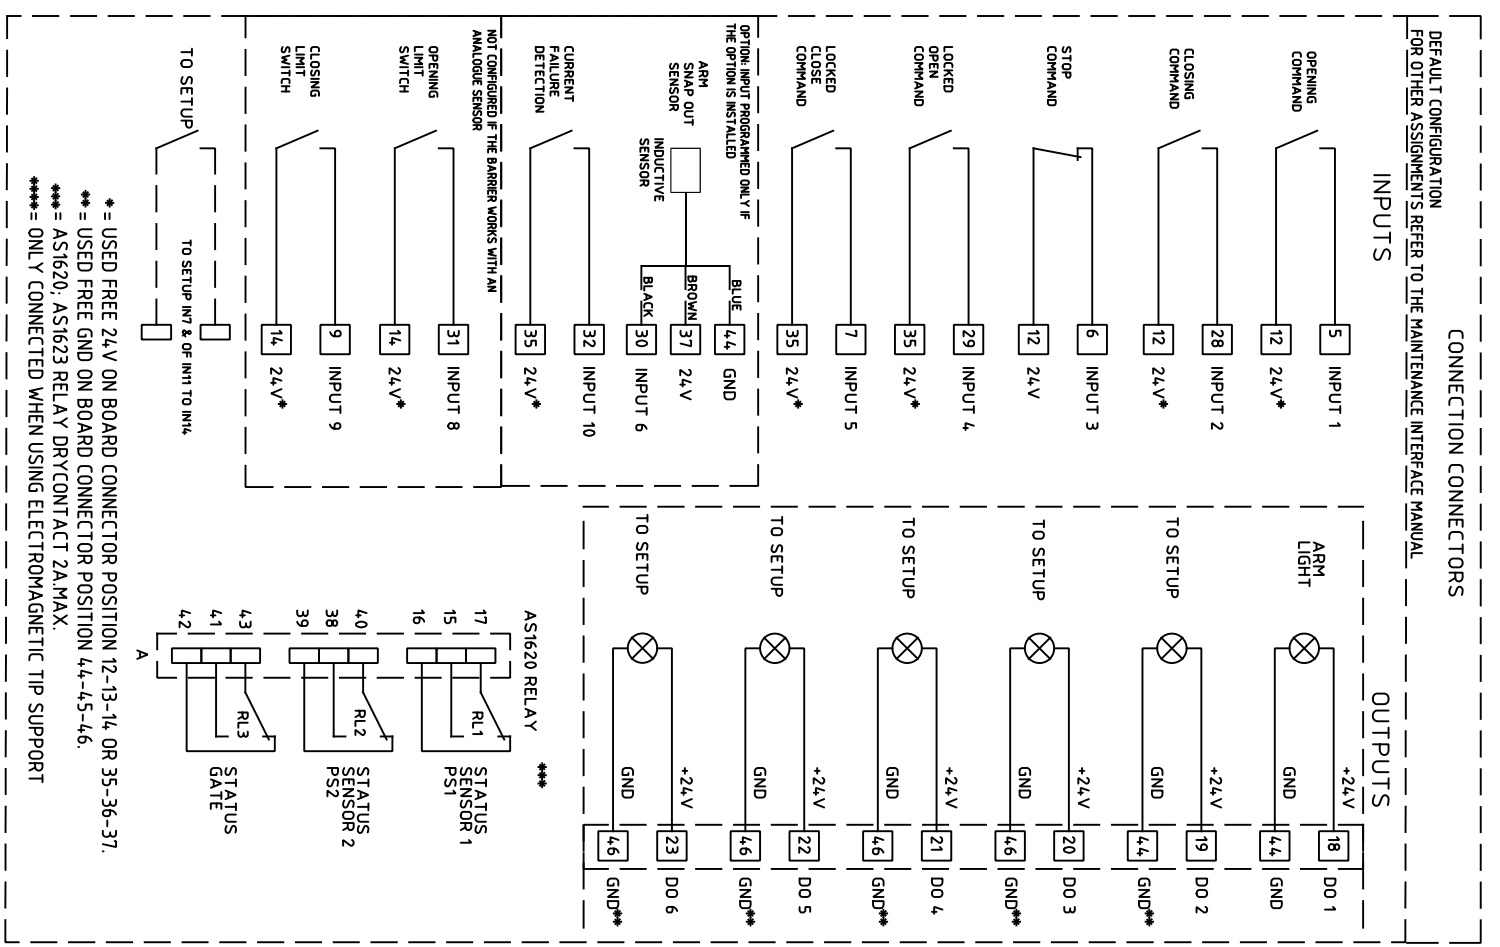 CONNECTION CONNECTORS
DEFAULT CONFIGURATION
FOR OTHER ASSIGNMENTS REFER TO THE MAINTENANCE INTERFACE MANUAL
INPUTS
OPENING
COMMAND
5
INPUT 1
12
24V*
CLOSING
COMMAND
28
INPUT 2
12
24V*
STOP
COMMAND
6
INPUT 3
12
24V
LOCKED
OPEN
COMMAND
29
INPUT 4
35
24V*
LOCKED
CLOSE
COMMAND
7
INPUT 5
35
24V*
OPTION: INPUT PROGRAMMED ONLY IF
THE OPTION IS INSTALLED
ARM
SNAP OUT
SENSOR
INDUCTIVE
SENSOR
BLUE
44
GND
BROWN
37
24V
BLACK
30
INPUT 6
CURRENT
FAILURE
DETECTION
32
INPUT 10
35
24V*
NOT CONFIGURED IF THE BARRIER WORKS WITH AN
ANALOGUE SENSOR
OPENING
LIMIT
SWITCH
31
INPUT 8
14
24V*
CLOSING
LIMIT
SWITCH
9
INPUT 9
14
24V*
TO SETUP
TO SETUP IN7 & OF IN11 TO IN14
OUTPUTS
ARM
LIGHT
+24V
18
DO 1
GND
44
GND
TO SETUP
+24V
19
DO 2
GND
44
GND**
TO SETUP
+24V
20
DO 3
GND
46
GND**
TO SETUP
+24V
21
DO 4
GND
46
GND**
TO SETUP
+24V
22
DO 5
GND
46
GND**
TO SETUP
+24V
23
DO 6
GND
46
GND**
AS1620 RELAY
***
17
15
16
RL1
STATUS
SENSOR 1
PS1
40
38
39
RL2
STATUS
SENSOR 2
PS2
43
41
42
RL3
STATUS
GATE
A
* = USED FREE 24V ON BOARD CONNECTOR POSITION 12-13-14 OR 35-36-37.
** = USED FREE GND ON BOARD CONNECTOR POSITION 44-45-46.
*** = AS1620; AS1623 RELAY DRYCONTACT 2A.MAX.
****= ONLY CONNECTED WHEN USING ELECTROMAGNETIC TIP SUPPORT